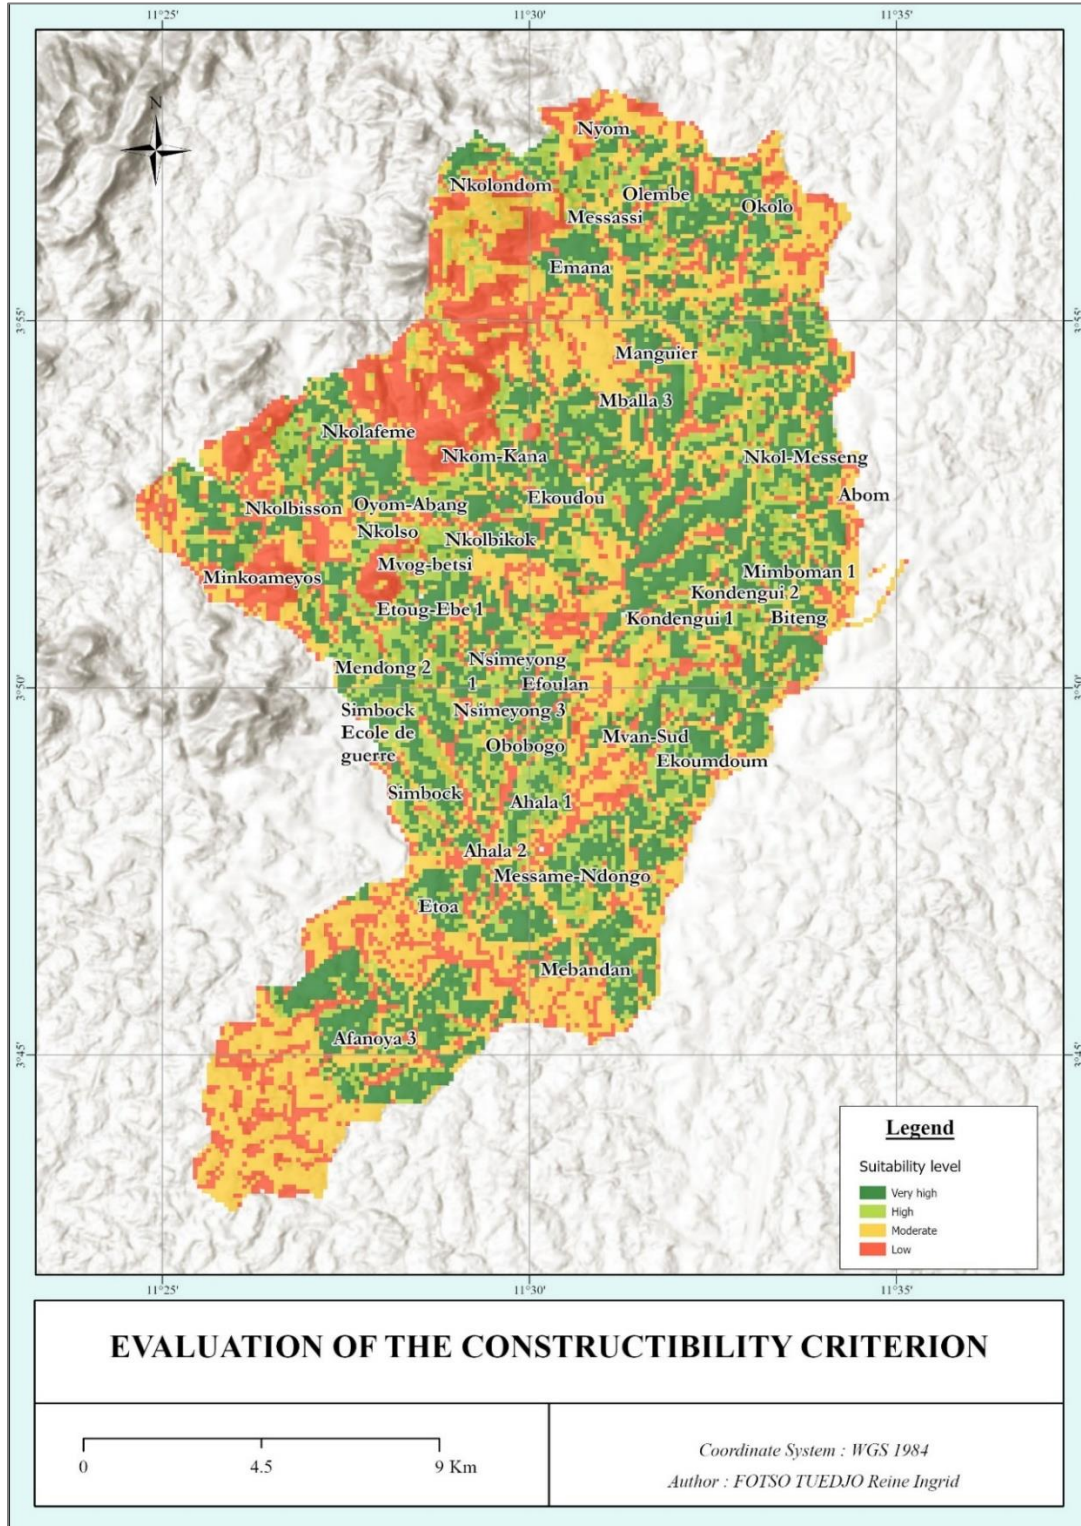 11°25'
11°30'
11°35'
N
Nyom
Nkolondom
Olembe
Okolo
Messassi
Emana
3°55'
3°55'
Manguier
Mballa 3
Nkolafeme
Nkom-Kana
Nkol-Messeng
Abom
Ekoudou
Oyom-Abang
Nkolbisson
Nkolso
Nkolbikok
Mvog-betsi
Minkoameyos
Mimboman 1
Kondengui 2
Etoug-Ebe 1
Kondengui 1
Biteng
Mendong 2
Nsimeyong
1
Efoulan
3°50'
3°50'
Simbock
Ecole de
guerre
Nsimeyong 3
Obobogo
Mvan-Sud
Ekoumdoum
Simbock
Ahala 1
Ahala 2
Messame-Ndongo
Etoa
Mebandan
Afanoya 3
3°45'
3°45'
Legend
Suitability level
Very high
High
Moderate
Low
11°25'
11°30'
11°35'
EVALUATION OF THE CONSTRUCTIBILITY CRITERION
0 4.5 9 Km
Coordinate System : WGS 1984
Author : FOTSO TUEDJO Reine Ingrid